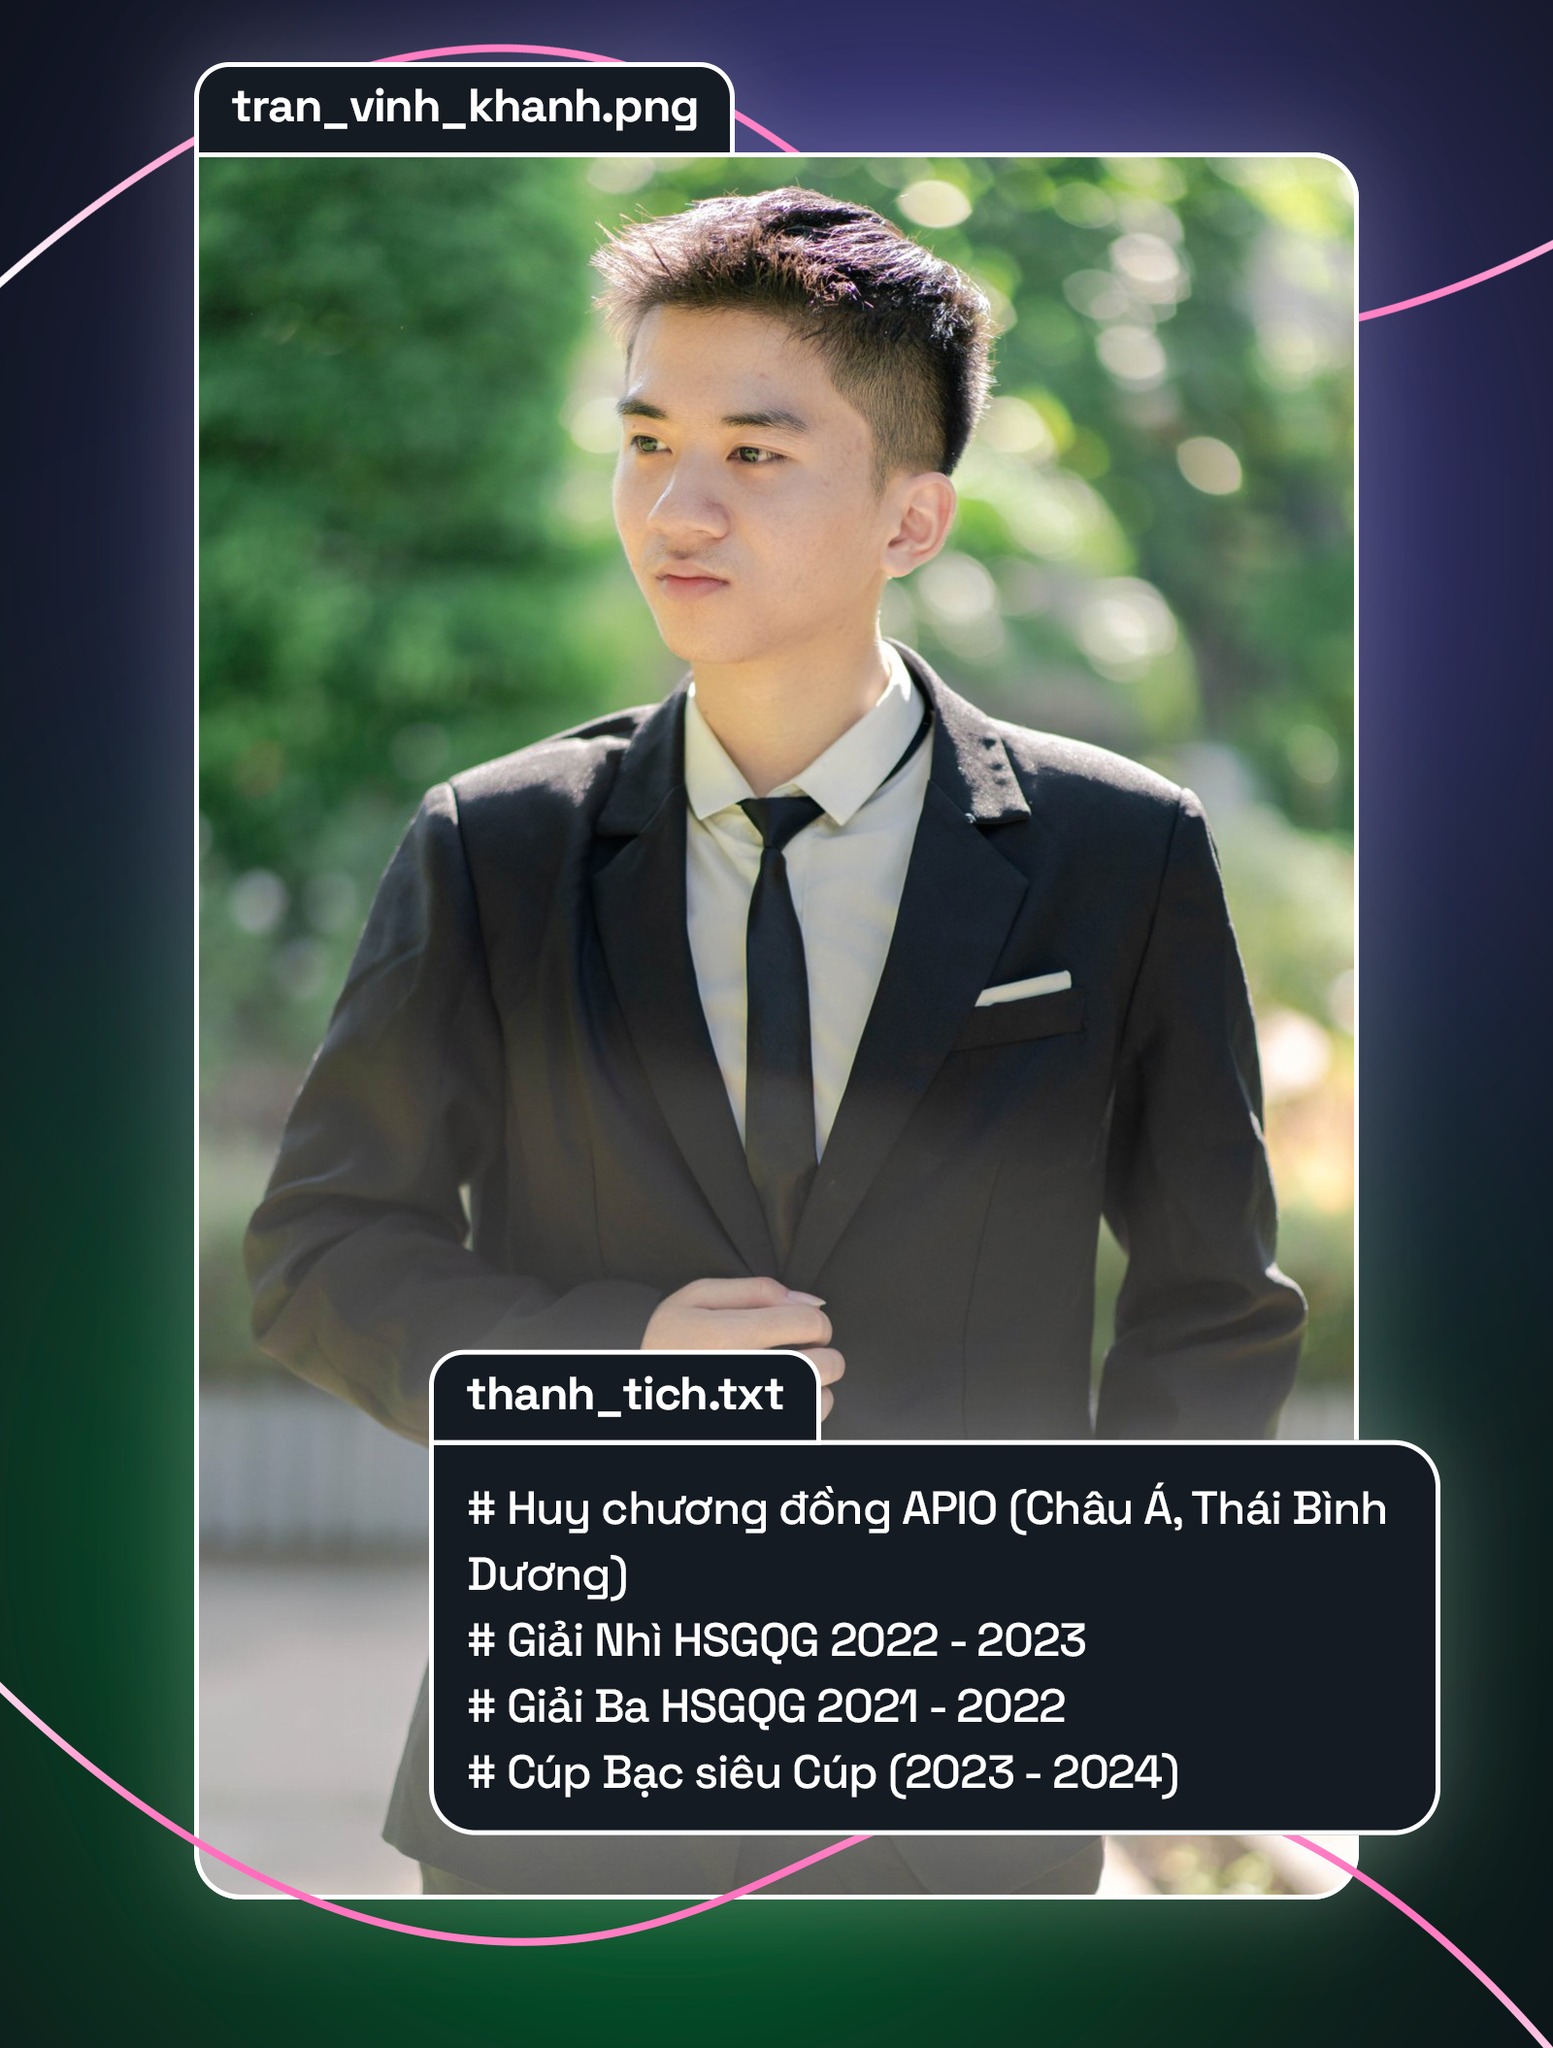 tran_vinh_khanh.png
thanh_tich.txt
# Huy chương đồng APIO (Châu Á, Thái Bình
Dương)
# Giải Nhì HSGQG 2022 - 2023
# Giải Ba HSGQG 2021 - 2022
# Cúp Bạc siêu Cúp (2023 - 2024)